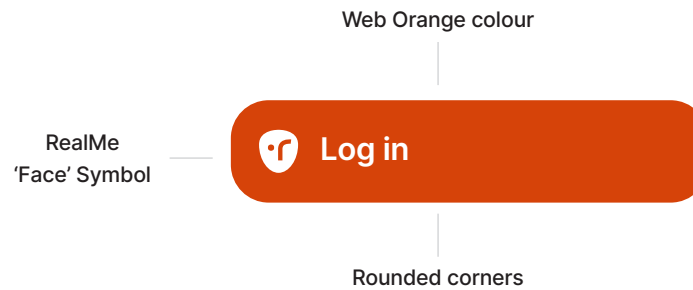 Web Orange colour
RealMe
‘Face’ Symbol
Log in
Rounded corners